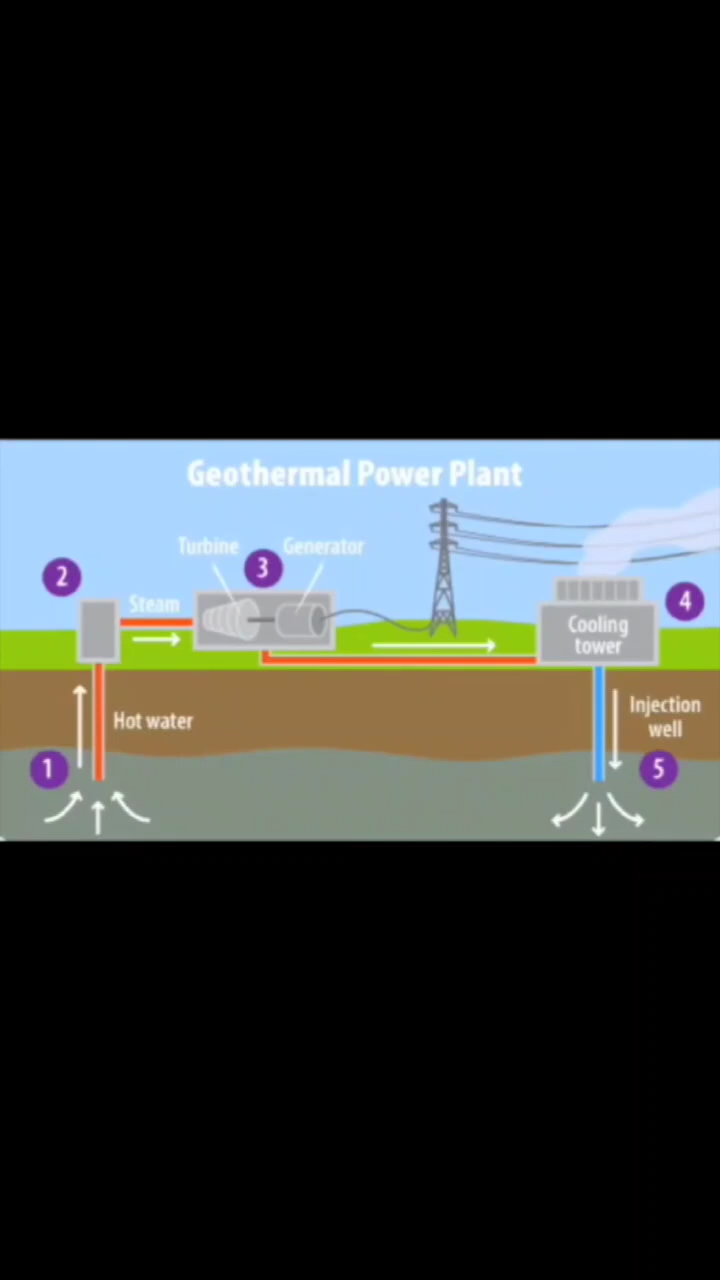 Geothermal Power Plant
Turbine
3
Generator
2
Steam
4
Cooling
tower
Hot water
Injection
well
1
5